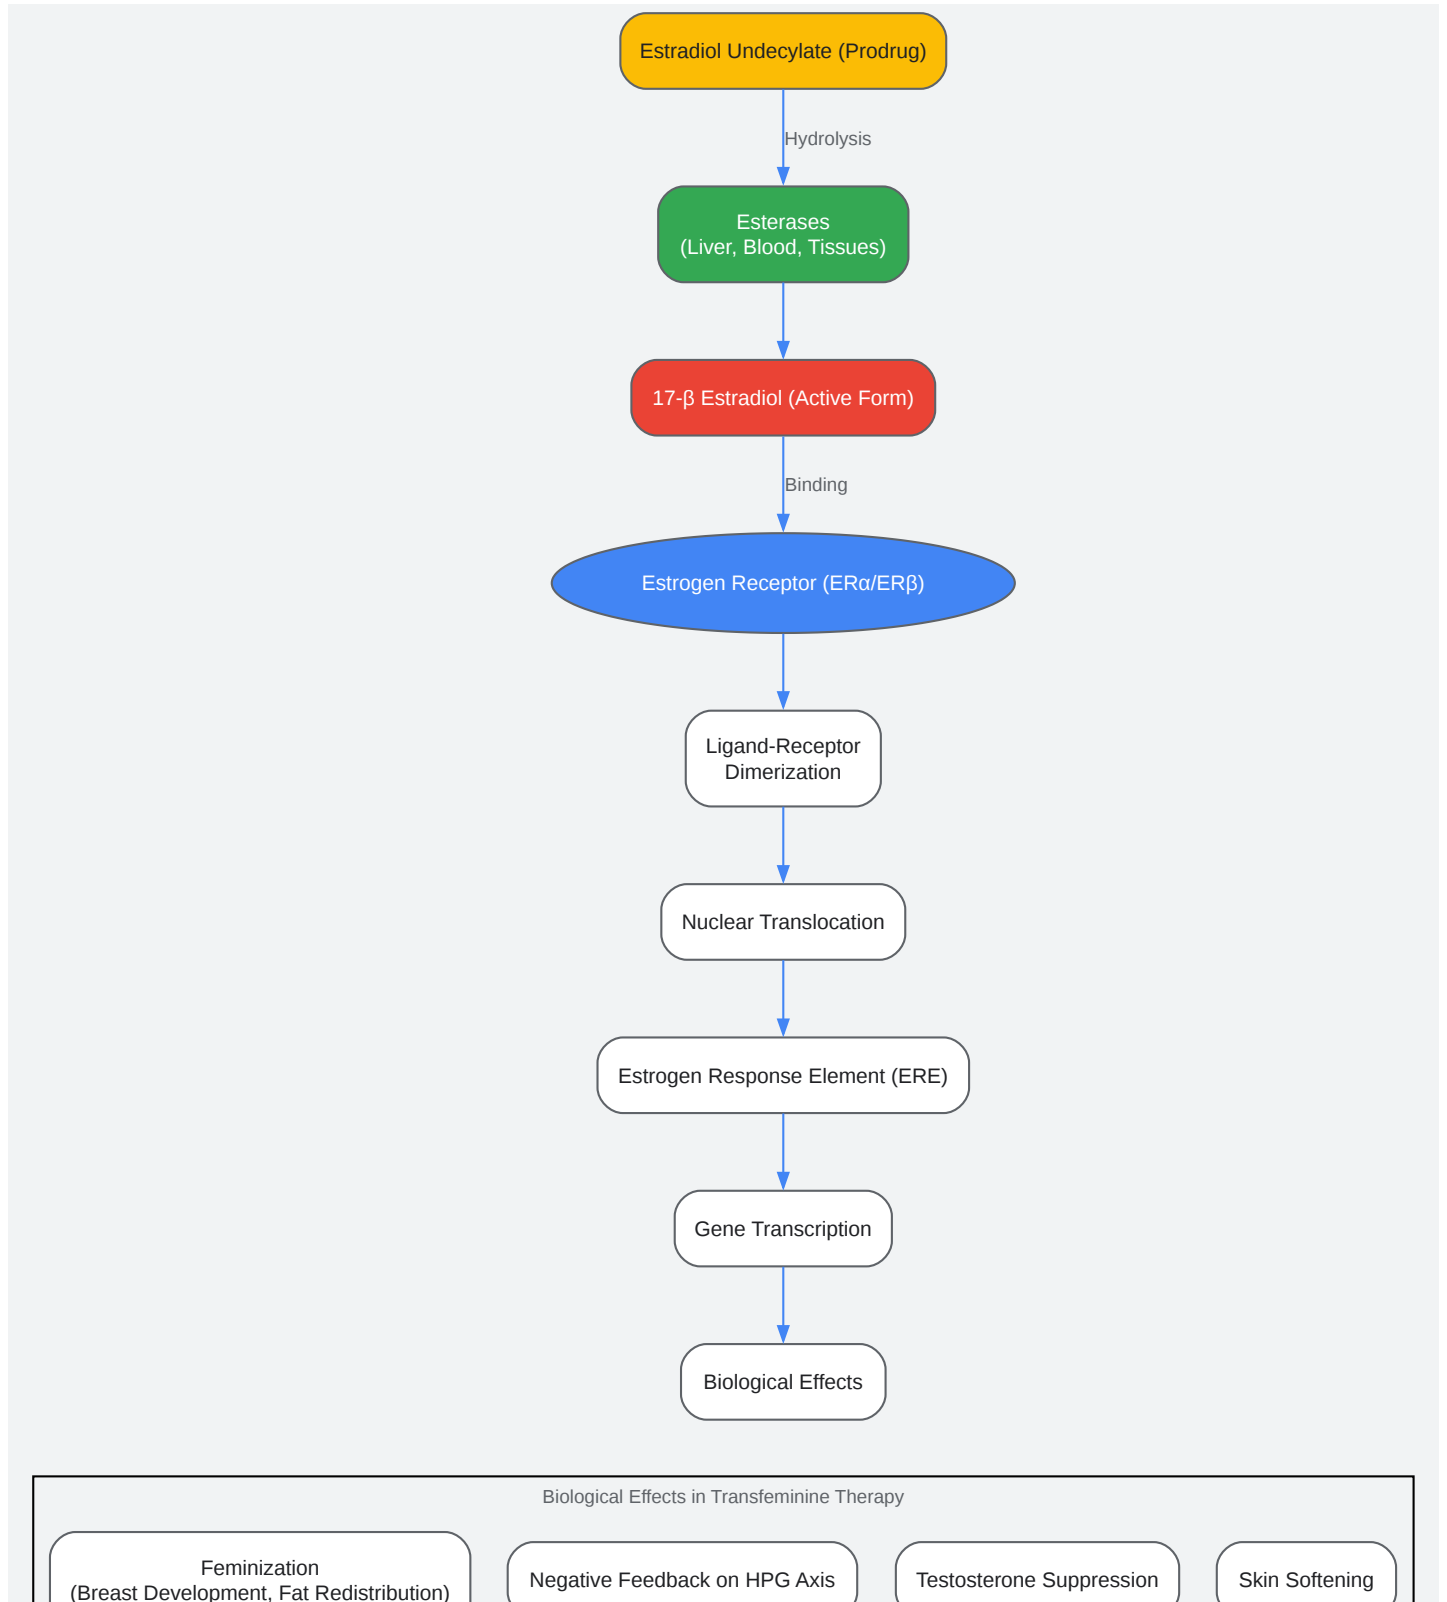 Estradiol Undecylate (Prodrug)
Hydrolysis
Esterases
(Liver, Blood, Tissues)
17-β Estradiol (Active Form)
Binding
Estrogen Receptor (ERα/ERβ)
Ligand-Receptor
Dimerization
Nuclear Translocation
Estrogen Response Element (ERE)
Gene Transcription
Biological Effects
Biological Effects in Transfeminine Therapy
Feminization
(Breast Development, Fat Redistribution)
Negative Feedback on HPG Axis
Testosterone Suppression
Skin Softening